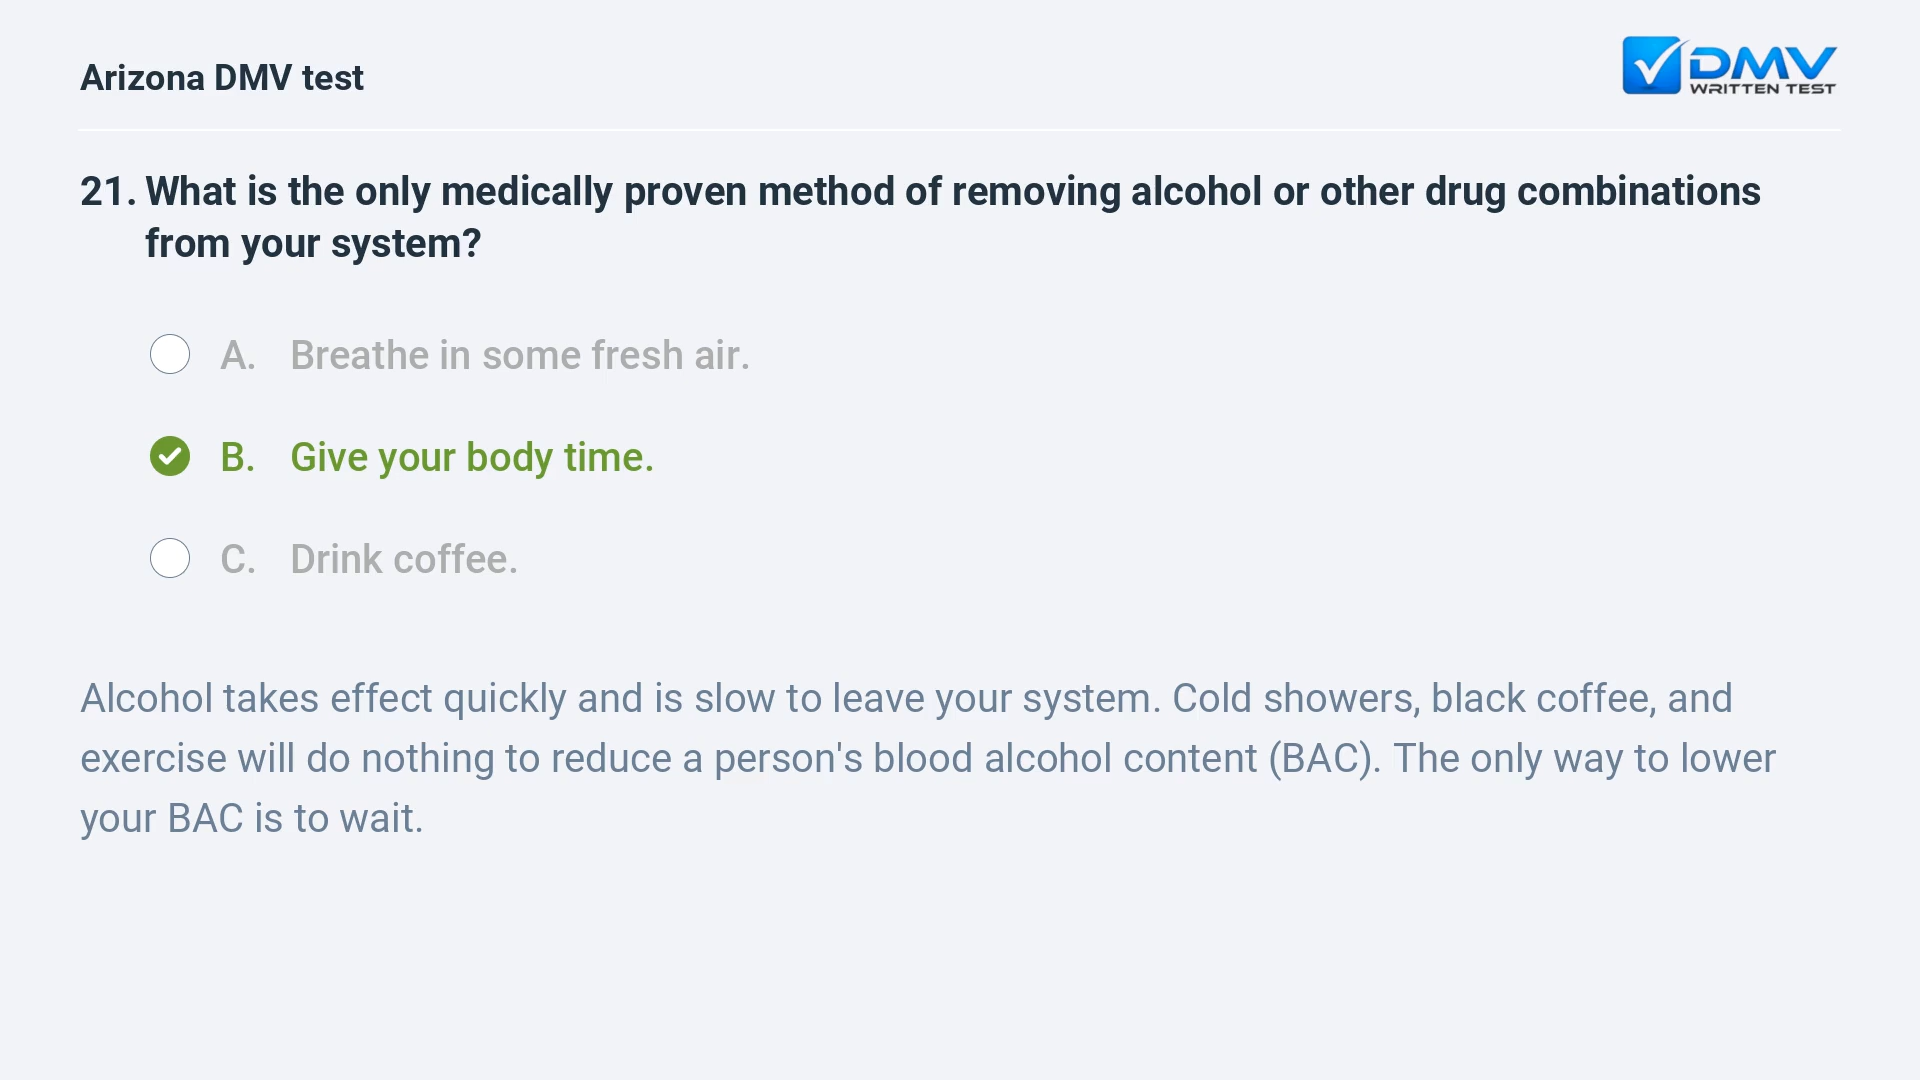 Arizona DMV test
DMV
WRITTEN TEST
21. What is the only medically proven method of removing alcohol or other drug combinations
from your system?
A. Breathe in some fresh air.
B. Give your body time.
C. Drink coffee.
Alcohol takes effect quickly and is slow to leave your system. Cold showers, black coffee, and
exercise will do nothing to reduce a person's blood alcohol content (BAC). The only way to lower
your BAC is to wait.